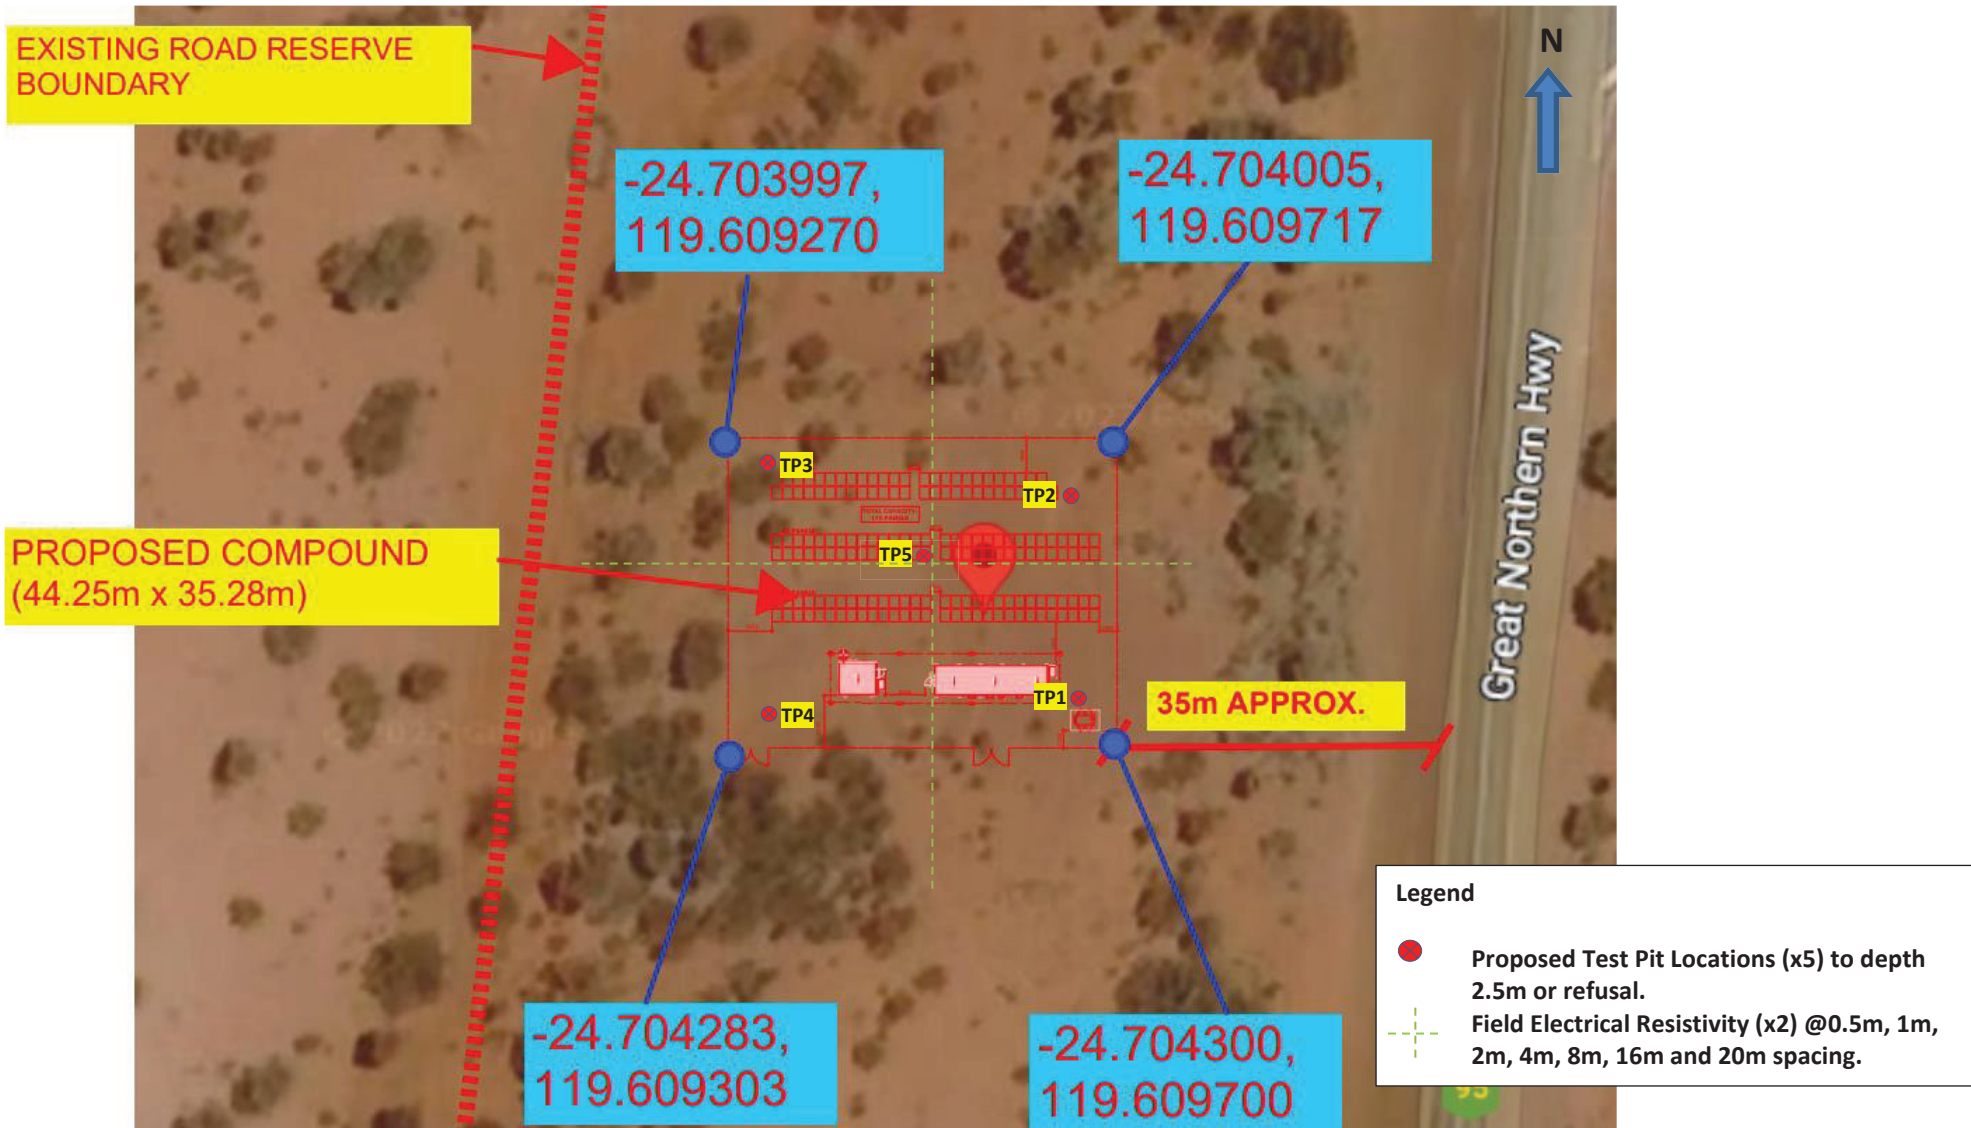 EXISTING ROAD RESERVE
BOUNDARY
N
-24.703997,
119.609270
-24.704005,
119.609717
Great Northern Hwy
TP3
TP2
TOTAL CAPACITY
TP5
PROPOSED COMPOUND
(44.25m x 35.28m)
TP1
TP4
35m APPROX.
-24.704283,
119.609303
-24.704300,
119.609700
Legend
Proposed Test Pit Locations (x5) to depth
2.5m or refusal.
Field Electrical Resistivity (x2) @0.5m, 1m,
2m, 4m, 8m, 16m and 20m spacing.
95